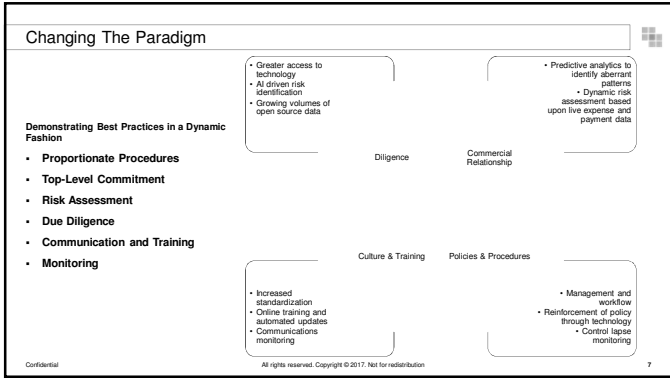 Changing The Paradigm
Demonstrating Best Practices in a Dynamic
Fashion
▪ Proportionate Procedures
▪ Top-Level Commitment
▪ Risk Assessment
▪ Due Diligence
▪ Communication and Training
▪ Monitoring
• Greater access to
technology
• AI driven risk
identification
• Growing volumes of
open source data
• Predictive analytics to
identify aberrant
patterns
• Dynamic risk
assessment based
upon live expense and
payment data
Diligence
Commercial
Relationship
Culture & Training
Policies & Procedures
• Increased
standardization
• Online training and
automated updates
• Communications
monitoring
• Management and
workflow
• Reinforcement of policy
through technology
• Control lapse
monitoring
Confidential
All rights reserved. Copyright © 2017. Not for redistribution
7